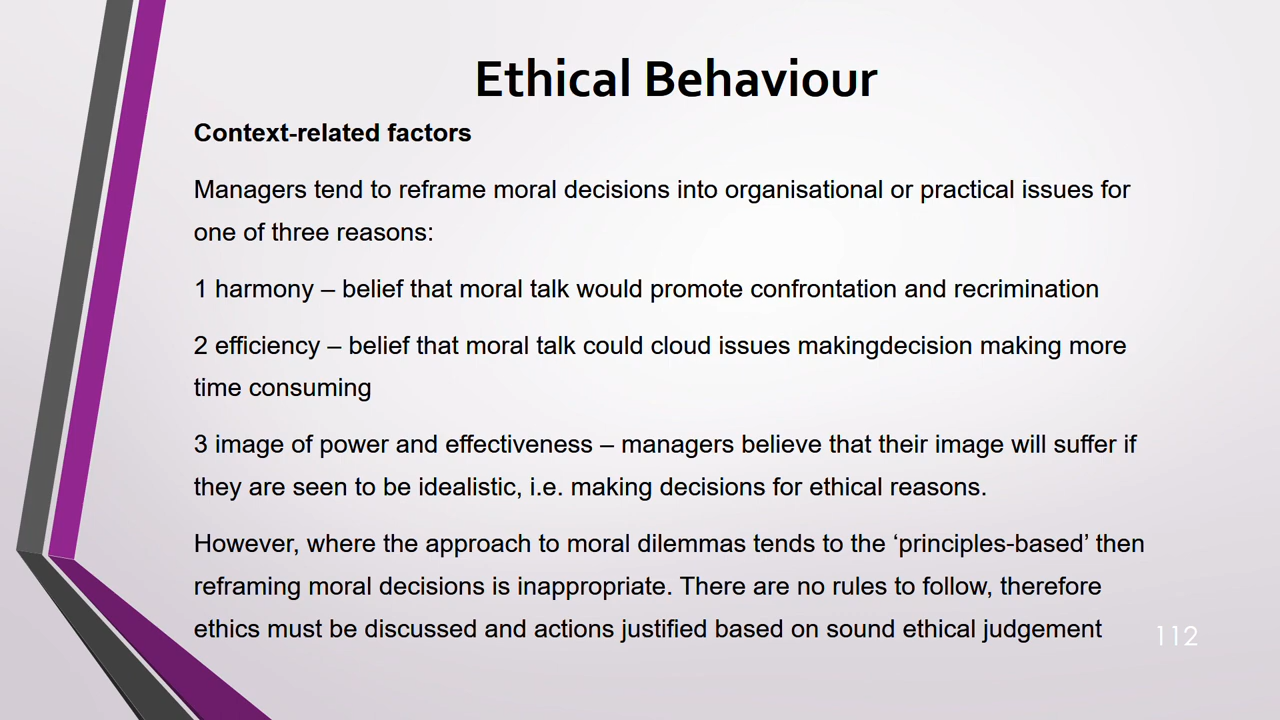 Ethical Behaviour
Context-related factors
Managers tend to reframe moral decisions into organisational or practical issues for
one of three reasons:
1 harmony – belief that moral talk would promote confrontation and recrimination
2 efficiency – belief that moral talk could cloud issues makingdecision making more
time consuming
3 image of power and effectiveness – managers believe that their image will suffer if
they are seen to be idealistic, i.e. making decisions for ethical reasons.
However, where the approach to moral dilemmas tends to the ‘principles-based’ then
reframing moral decisions is inappropriate. There are no rules to follow, therefore
ethics must be discussed and actions justified based on sound ethical judgement
112